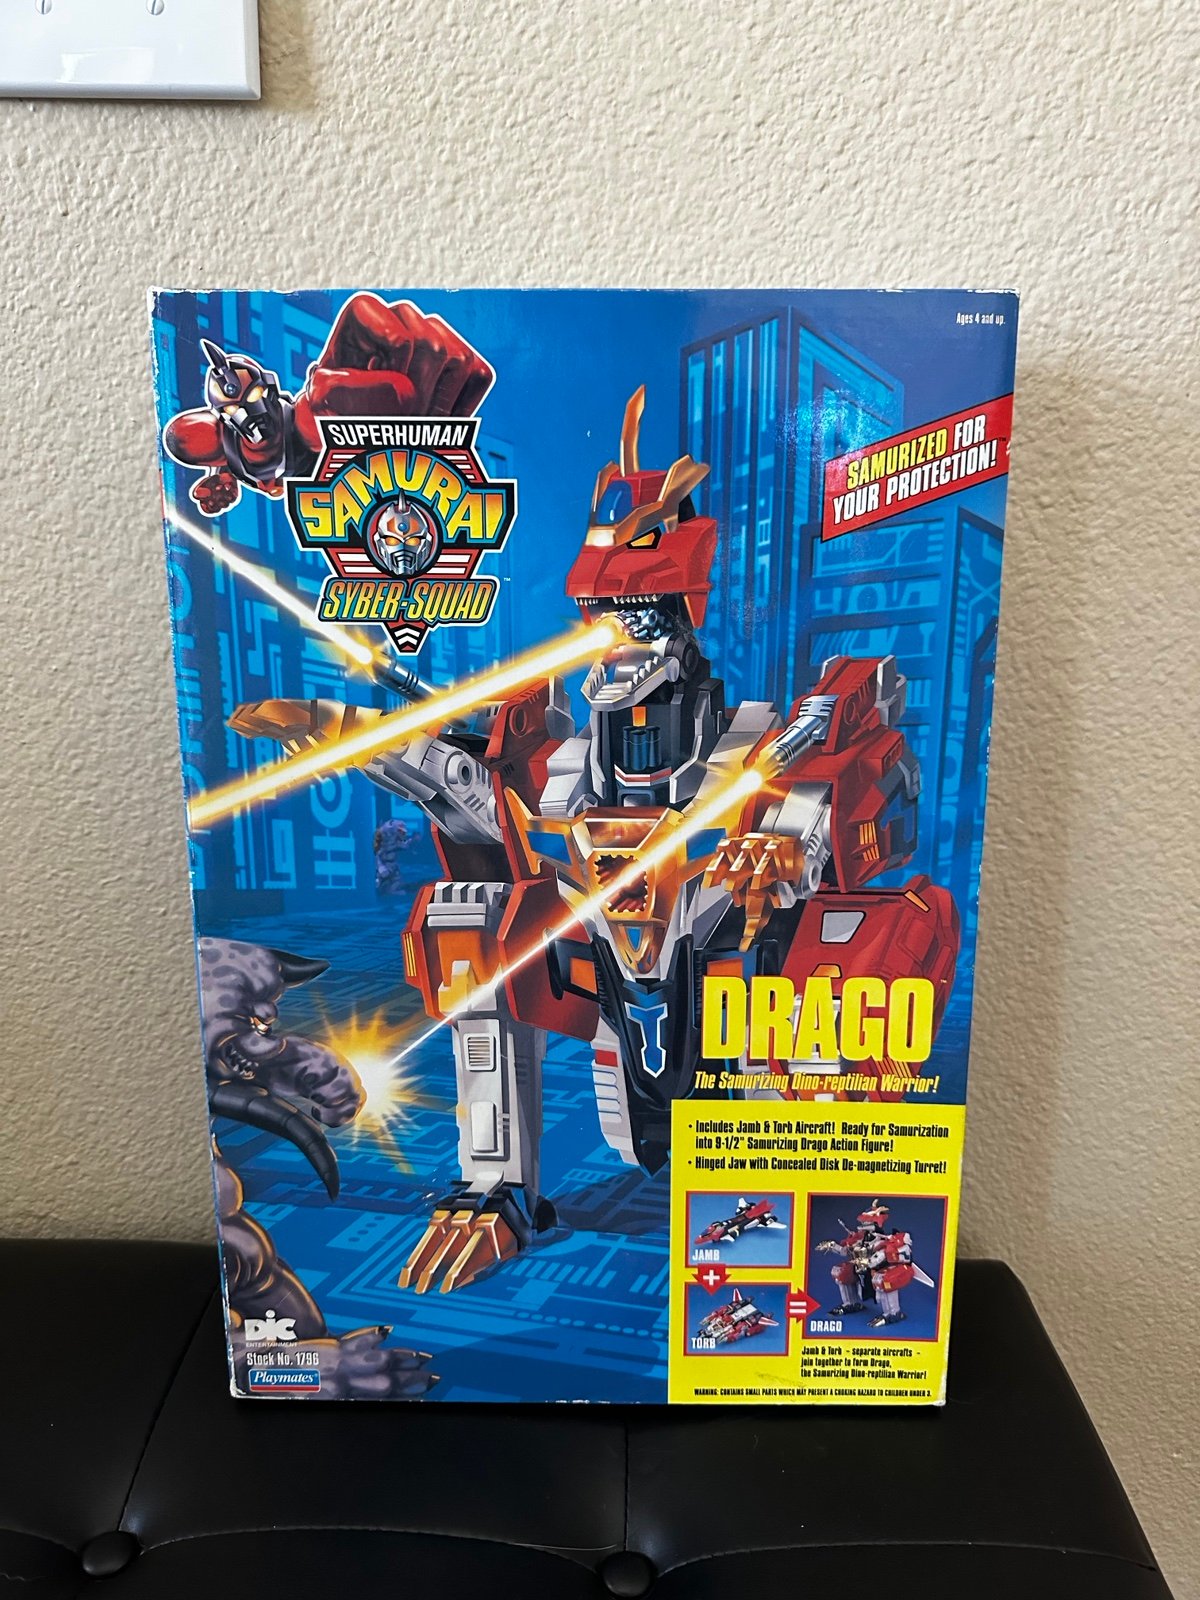 Ages 4 and up.
SUPERHUMAN
SAMURAI
SYBER-SQUAD™
SAMURIZED FOR
YOUR PROTECTION!™
DRAGO™
The Samurizing Dino-reptilian Warrior!
• Includes Jamb & Torb Aircraft! Ready for Samurization
into 9-1/2" Samurizing Drago Action Figure!
• Hinged Jaw with Concealed Disk De-magnetizing Turret!
JAMB
+
TORB
=
DRAGO
Jamb & Torb - separate aircrafts -
join together to form Drago,
the Samurizing Dino-reptilian Warrior!
WARNING: CONTAINS SMALL PARTS WHICH MAY PRESENT A CHOKING HAZARD TO CHILDREN UNDER 3.
DIC
ENTERTAINMENT
Stock No. 1796
Playmates®